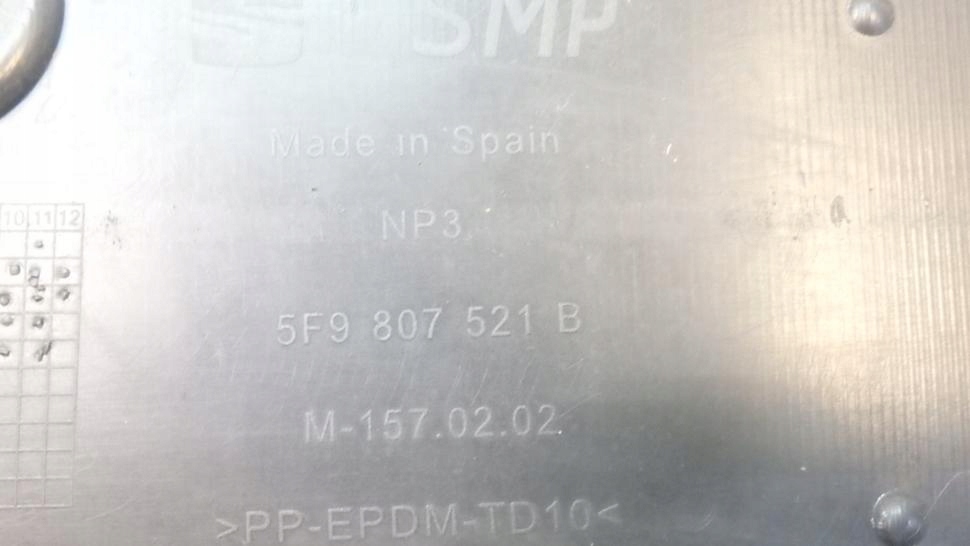 SMP
Made in Spain
NP3
10 11 12
5F9 807 521 B
M-157.02.02
>PP-EPDM-TD10<